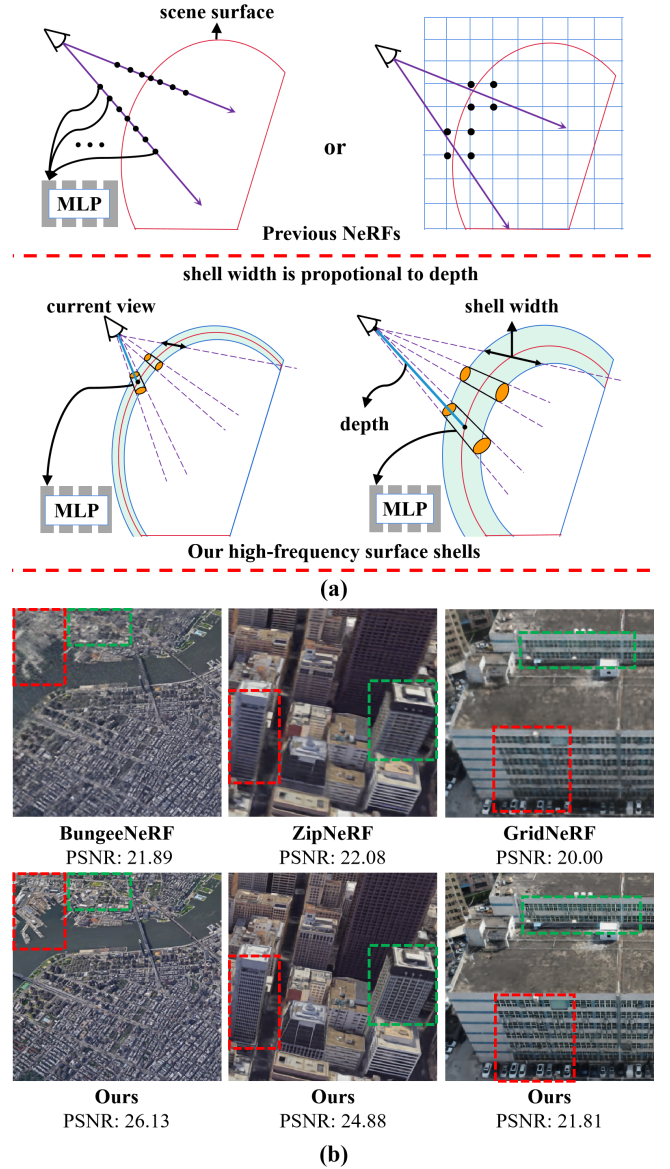 scene surface
or
MLP
Previous NeRFs
shell width is propotional to depth
current view
shell width
depth
MLP
MLP
Our high-frequency surface shells
(a)
BungeeNeRF
PSNR: 21.89
ZipNeRF
PSNR: 22.08
GridNeRF
PSNR: 20.00
Ours
PSNR: 26.13
Ours
PSNR: 24.88
Ours
PSNR: 21.81
(b)